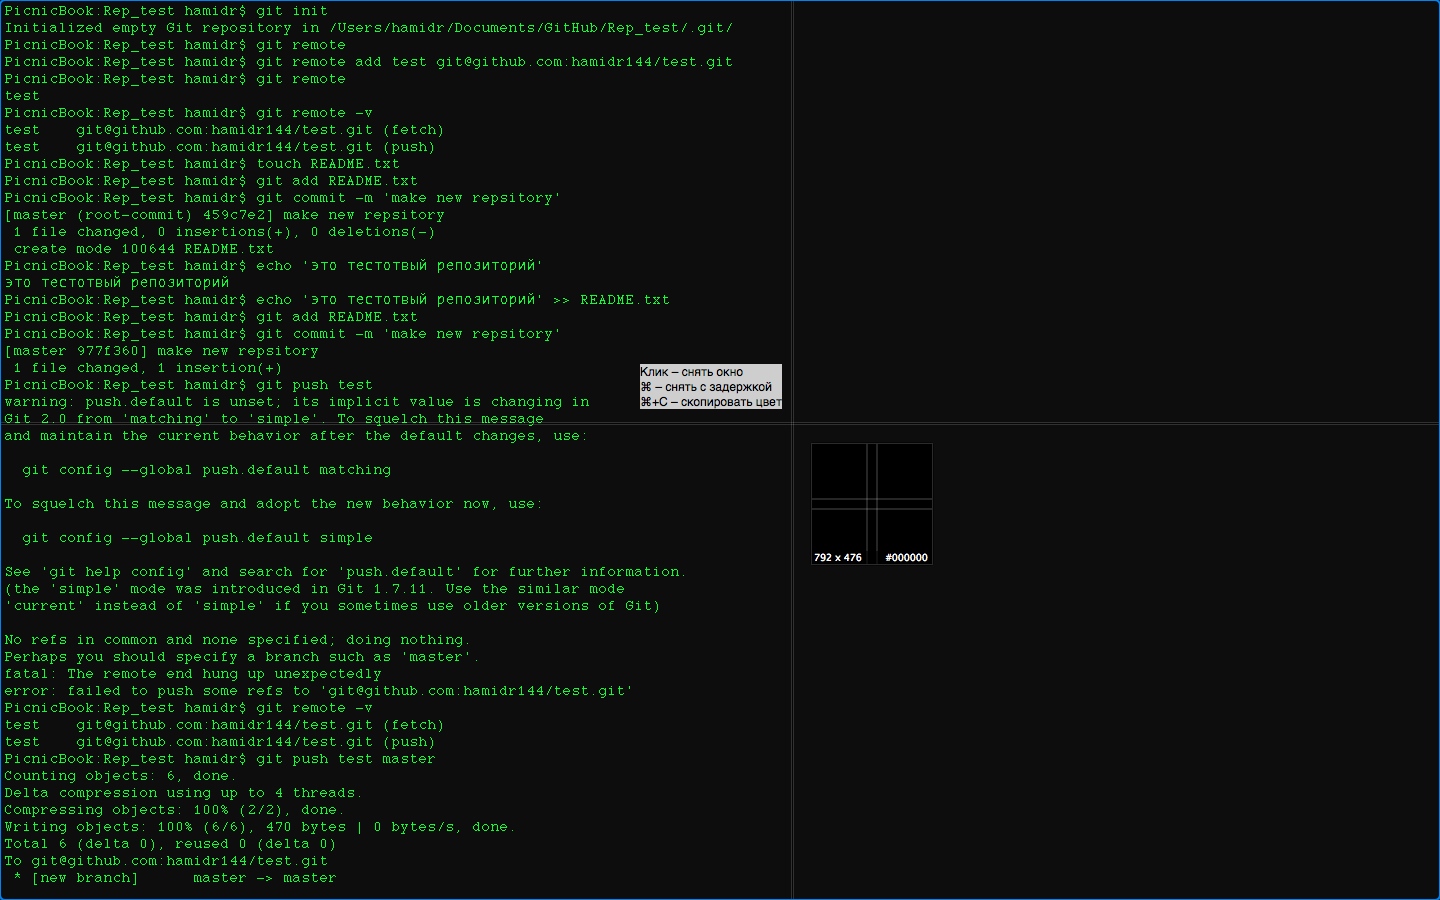 PicnicBook:Rep_test hamidr$ git init
Initialized empty Git repository in /Users/hamidr/Documents/GitHub/Rep_test/.git/
PicnicBook:Rep_test hamidr$ git remote
PicnicBook:Rep_test hamidr$ git remote add test git@github.com:hamidr144/test.git
PicnicBook:Rep_test hamidr$ git remote
test
PicnicBook:Rep_test hamidr$ git remote -v
test    git@github.com:hamidr144/test.git (fetch)
test    git@github.com:hamidr144/test.git (push)
PicnicBook:Rep_test hamidr$ touch README.txt
PicnicBook:Rep_test hamidr$ git add README.txt
PicnicBook:Rep_test hamidr$ git commit -m 'make new repsitory'
[master (root-commit) 459c7e2] make new repsitory
 1 file changed, 0 insertions(+), 0 deletions(-)
 create mode 100644 README.txt
PicnicBook:Rep_test hamidr$ echo 'это тестотвый репозиторий'
это тестотвый репозиторий
PicnicBook:Rep_test hamidr$ echo 'это тестотвый репозиторий' >> README.txt
PicnicBook:Rep_test hamidr$ git add README.txt
PicnicBook:Rep_test hamidr$ git commit -m 'make new repsitory'
[master 977f360] make new repsitory
 1 file changed, 1 insertion(+)
PicnicBook:Rep_test hamidr$ git push test
warning: push.default is unset; its implicit value is changing in
Git 2.0 from 'matching' to 'simple'. To squelch this message
and maintain the current behavior after the default changes, use:
  git config --global push.default matching
To squelch this message and adopt the new behavior now, use:
  git config --global push.default simple
See 'git help config' and search for 'push.default' for further information.
(the 'simple' mode was introduced in Git 1.7.11. Use the similar mode
'current' instead of 'simple' if you sometimes use older versions of Git)
No refs in common and none specified; doing nothing.
Perhaps you should specify a branch such as 'master'.
fatal: The remote end hung up unexpectedly
error: failed to push some refs to 'git@github.com:hamidr144/test.git'
PicnicBook:Rep_test hamidr$ git remote -v
test    git@github.com:hamidr144/test.git (fetch)
test    git@github.com:hamidr144/test.git (push)
PicnicBook:Rep_test hamidr$ git push test master
Counting objects: 6, done.
Delta compression using up to 4 threads.
Compressing objects: 100% (2/2), done.
Writing objects: 100% (6/6), 470 bytes | 0 bytes/s, done.
Total 6 (delta 0), reused 0 (delta 0)
To git@github.com:hamidr144/test.git
 * [new branch]      master -> master
Клик – снять окно
⌘ – снять с задержкой
⌘+C – скопировать цвет
792 x 476 #000000